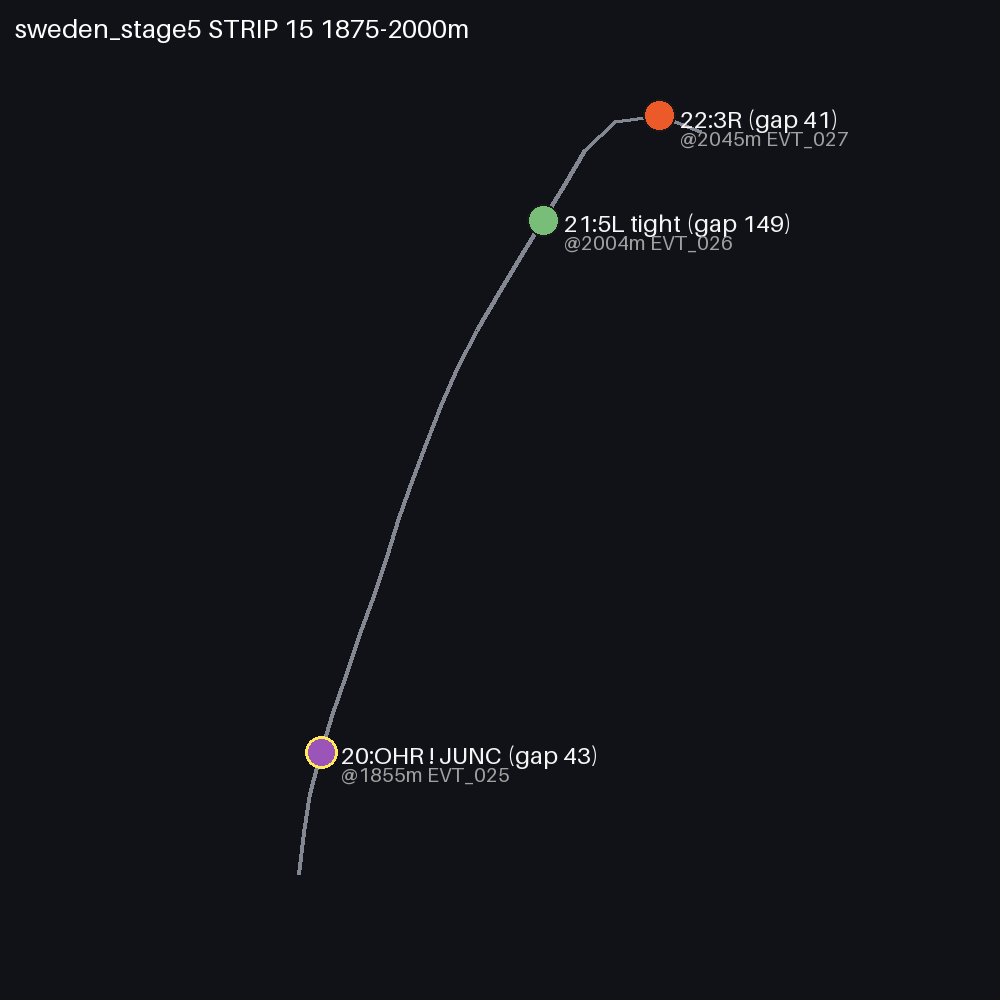 sweden_stage5 STRIP 15 1875-2000m
22:3R (gap 41)
@2045m EVT_027
21:5L tight (gap 149)
@2004m EVT_026
20:OHR ! JUNC (gap 43)
@1855m EVT_025